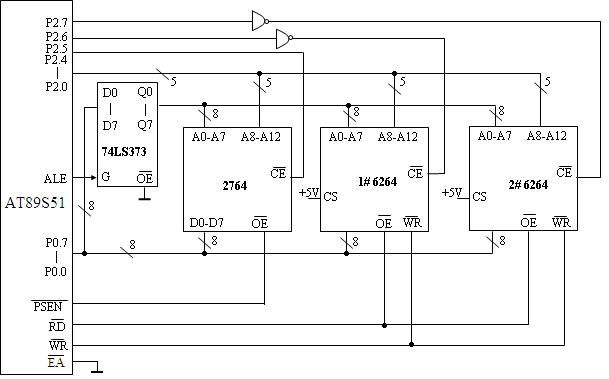 P2.7
P2.6
P2.5
P2.4
P2.0
5
5
5
5
D0 Q0
D7 Q7
74LS373
G OE
8
8
8
A0-A7 A8-A12
A0-A7 A8-A12
A0-A7 A8-A12
2764
CE
1# 6264
CE
2# 6264
CE
+5V CS
+5V CS
ALE
AT89S51
8
D0-D7 OE
OE WR
OE WR
P0.7
P0.0
8
8
8
8
PSEN
RD
WR
EA